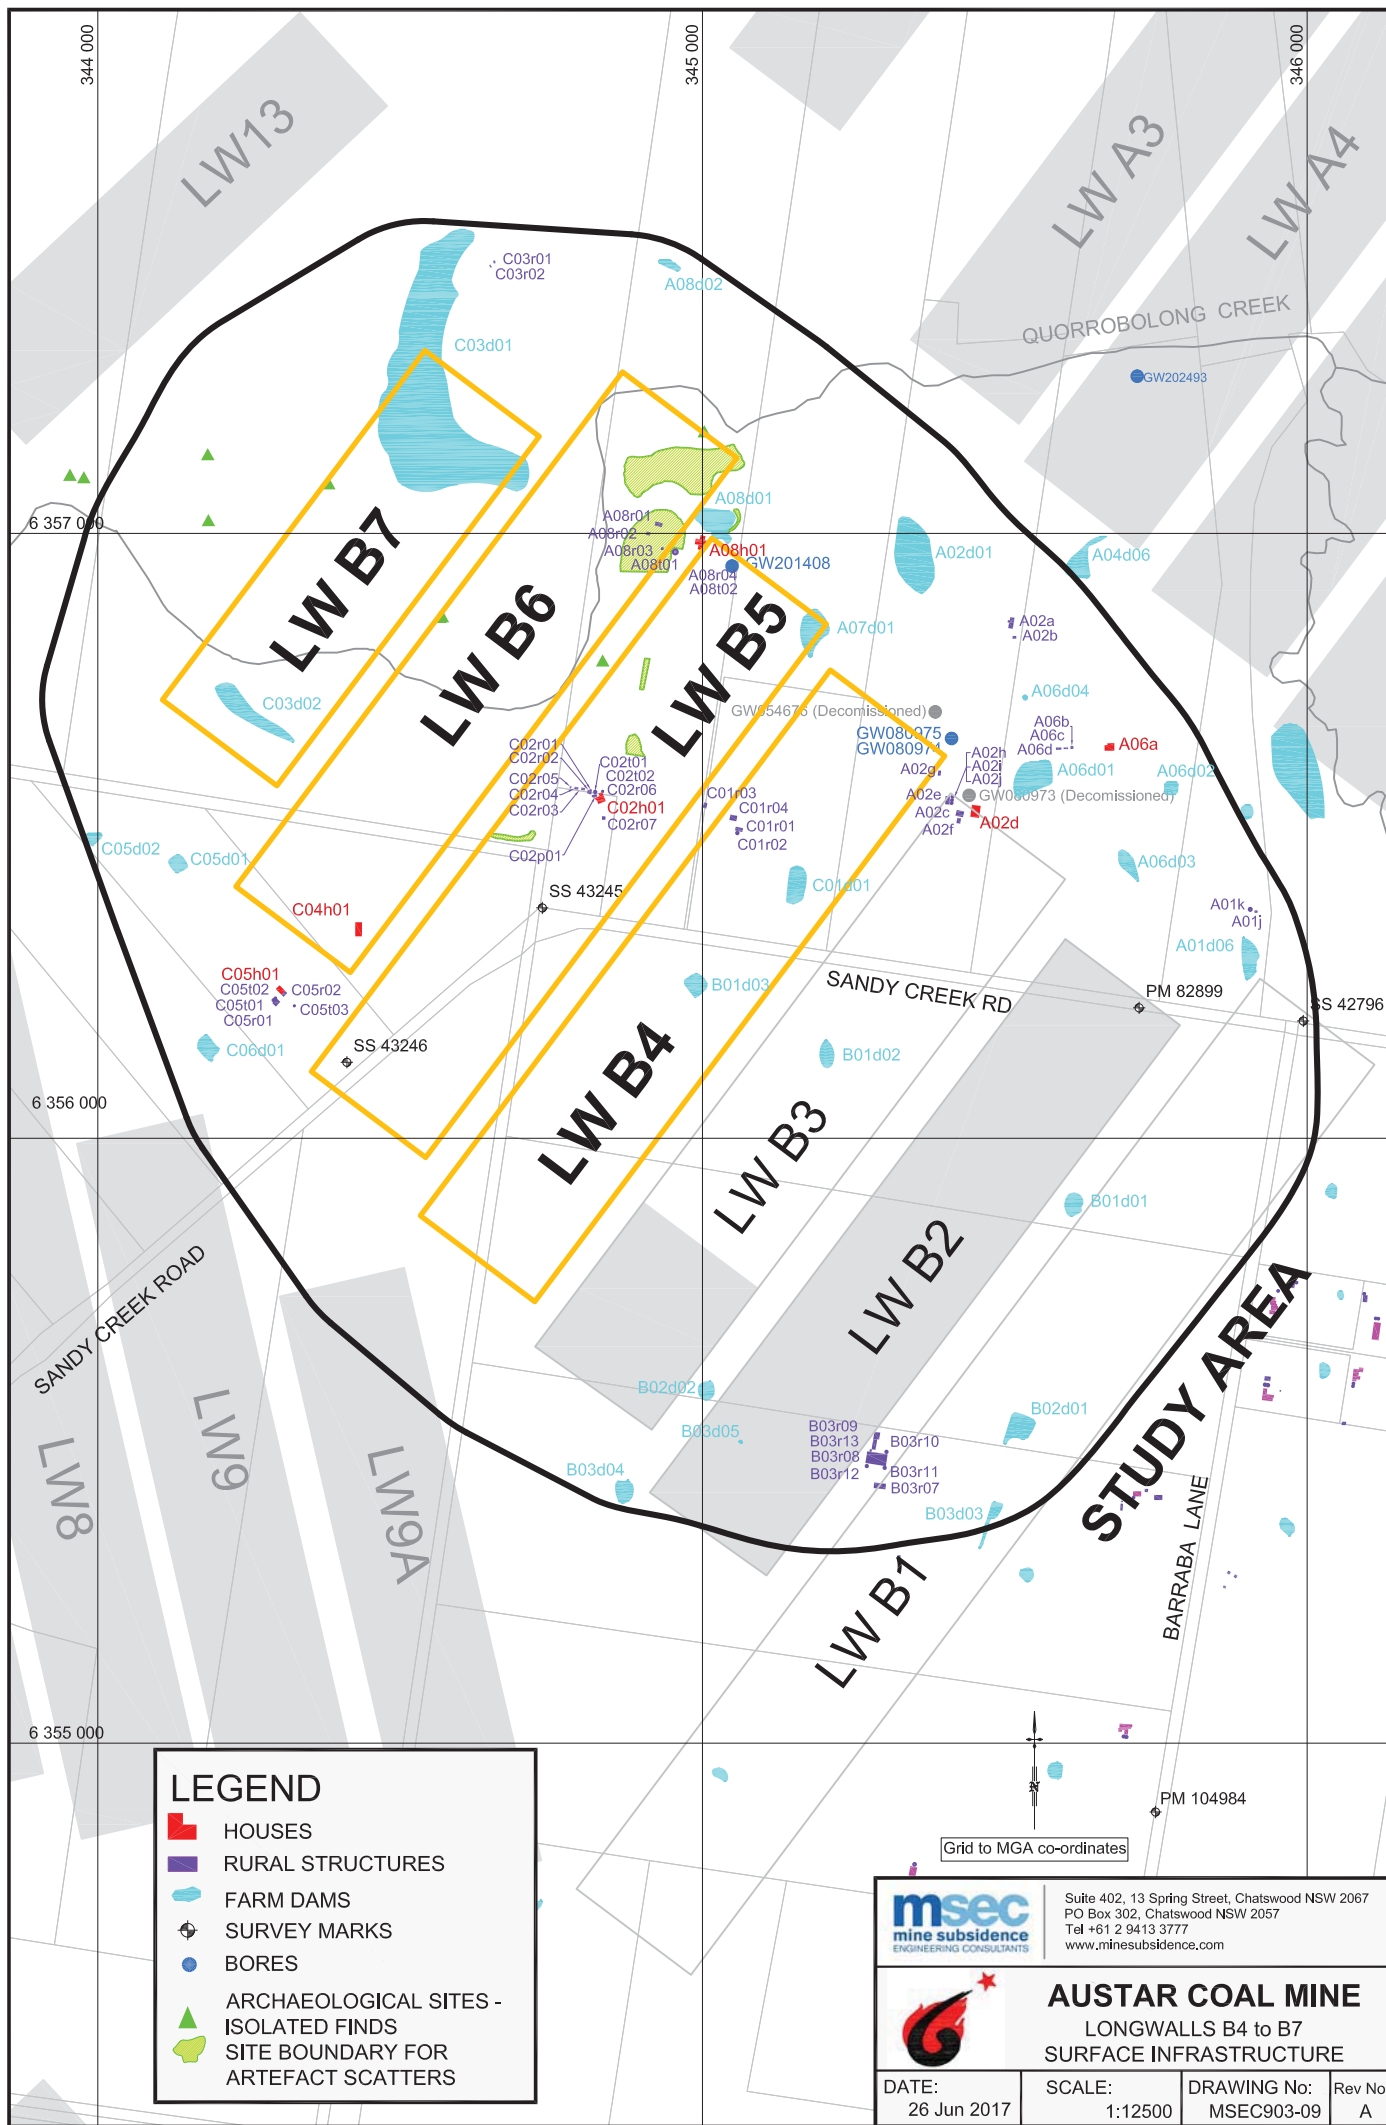 344 000
345 000
346 000
LW13
LW A3
LW A4
C03r01
C03r02
A08d02
QUORROBOLONG CREEK
C03d01
GW202493
6 357 000
A08d01
A08r01
A08r02
A08r03
A08t01
A08h01
GW201408
A08r04
A08t02
A02d01
A04d06
LW B7
LW B6
LW B5
A07d01
A02a
A02b
C03d02
A06d04
GW054676 (Decomissioned)
GW080975
GW080974
A06b
A06c
A06d
A06a
C02r01
C02r02
C02r05
C02r04
C02r03
C02p01
C02t01
C02t02
C02r06
C02h01
C02r07
A02g
A02h
A02i
A02j
A06d01
A06d02
C01r03
C01r04
C01r01
C01r02
A02e
A02c
A02f
GW080973 (Decomissioned)
A02d
C05d02
C05d01
C01d01
A06d03
SS 43245
C04h01
A01k
A01j
A01d06
C05h01
C05t02
C05t01
C05r01
C05r02
C05t03
B01d03
SANDY CREEK RD
PM 82899
SS 42796
C06d01
SS 43246
B01d02
LW B4
6 356 000
LW B3
B01d01
LW B2
SANDY CREEK ROAD
STUDY AREA
LW8
LW9
LW9A
B02d02
B03d05
B02d01
B03r09
B03r13
B03r08
B03r12
B03r10
B03r11
B03r07
B03d04
B03d03
LW B1
BARRABA LANE
6 355 000
PM 104984
N
Grid to MGA co-ordinates
LEGEND
HOUSES
RURAL STRUCTURES
FARM DAMS
SURVEY MARKS
BORES
ARCHAEOLOGICAL SITES -
ISOLATED FINDS
SITE BOUNDARY FOR
ARTEFACT SCATTERS
msec
mine subsidence
ENGINEERING CONSULTANTS
Suite 402, 13 Spring Street, Chatswood NSW 2067
PO Box 302, Chatswood NSW 2057
Tel +61 2 9413 3777
www.minesubsidence.com
AUSTAR COAL MINE
LONGWALLS B4 to B7
SURFACE INFRASTRUCTURE
DATE:
26 Jun 2017
SCALE:
1:12500
DRAWING No:
MSEC903-09
Rev No
A